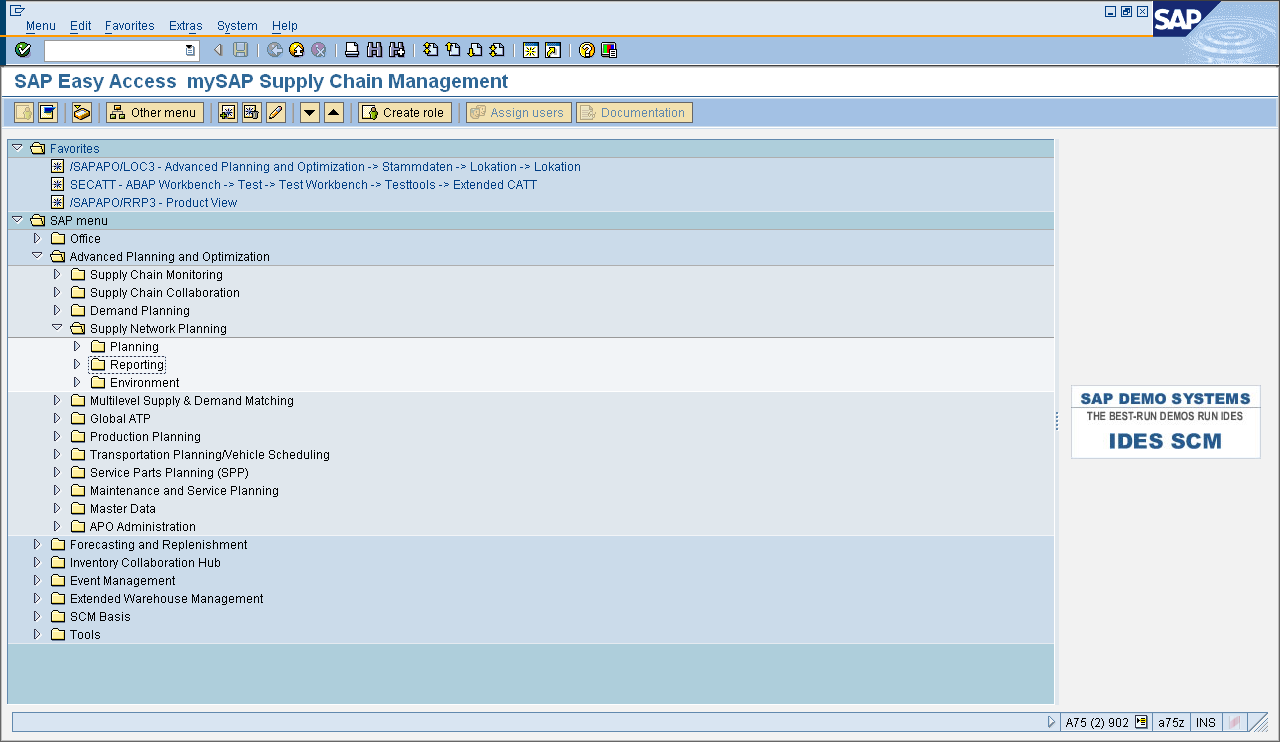 Menu Edit Favorites Extras System Help
SAP
SAP Easy Access mySAP Supply Chain Management
Other menu Create role Assign users Documentation
Favorites
/SAPAPO/LOC3 - Advanced Planning and Optimization -> Stammdaten -> Lokation -> Lokation
SECATT - ABAP Workbench -> Test -> Test Workbench -> Testtools -> Extended CATT
/SAPAPO/RRP3 - Product View
SAP menu
Office
Advanced Planning and Optimization
Supply Chain Monitoring
Supply Chain Collaboration
Demand Planning
Supply Network Planning
Planning
Reporting
Environment
Multilevel Supply & Demand Matching
Global ATP
Production Planning
Transportation Planning/Vehicle Scheduling
Service Parts Planning (SPP)
Maintenance and Service Planning
Master Data
APO Administration
Forecasting and Replenishment
Inventory Collaboration Hub
Event Management
Extended Warehouse Management
SCM Basis
Tools
SAP DEMO SYSTEMS
THE BEST-RUN DEMOS RUN IDES
IDES SCM
A75 (2) 902 a75z INS